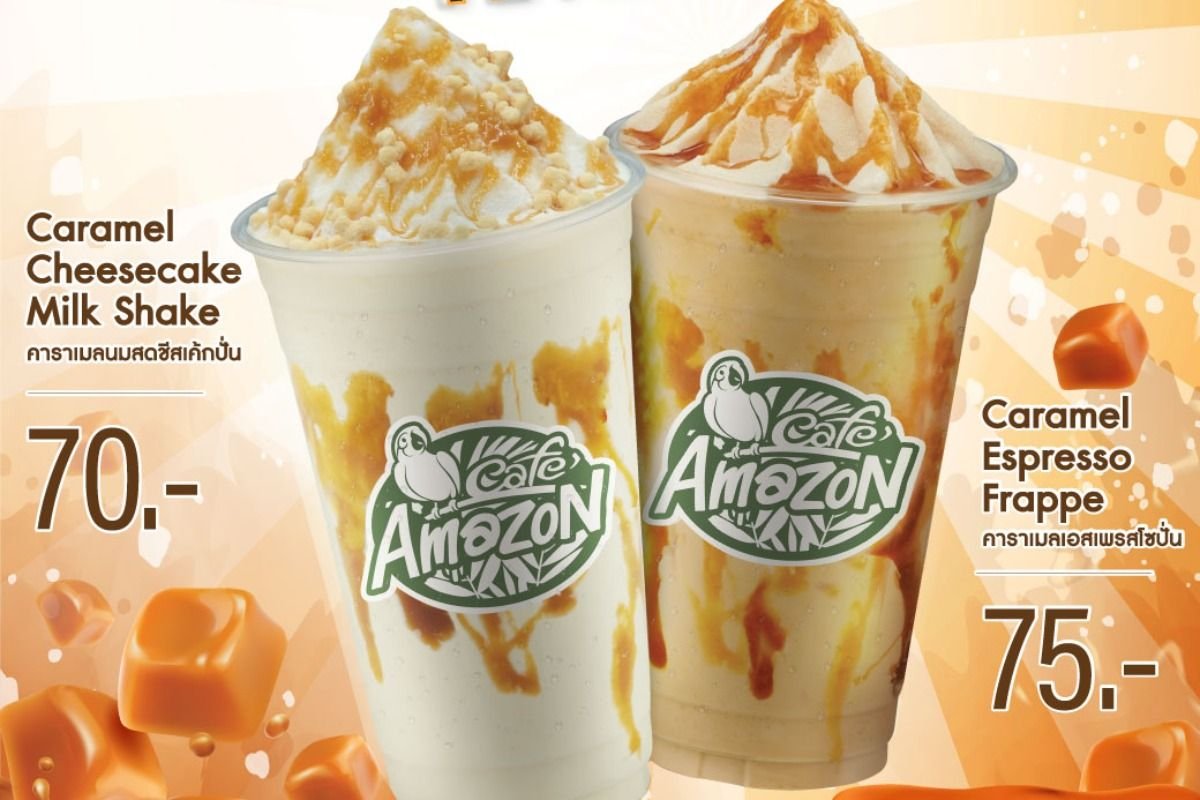 Caramel
Cheesecake
Milk Shake
คาราเมลนมสดชีสเค้กปั่น
70.-
Café
Amazon
Café
Amazon
Caramel
Espresso
Frappe
คาราเมลเอสเพรสโซปั่น
75.-